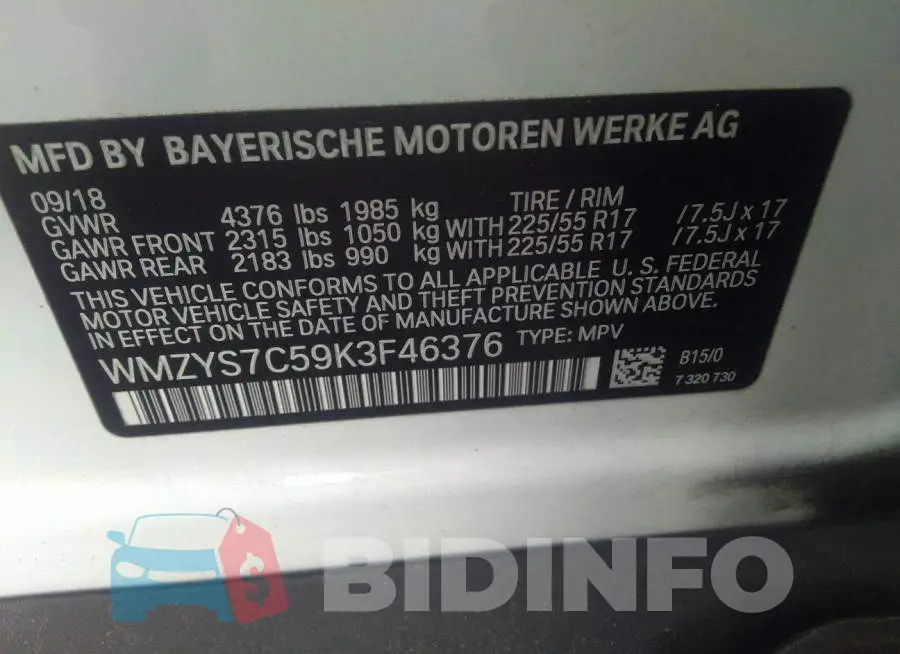 MFD BY BAYERISCHE MOTOREN WERKE AG
09/18 TIRE / RIM
GVWR 4376 lbs 1985 kg
GAWR FRONT 2315 lbs 1050 kg WITH 225/55 R17 /7.5J x 17
GAWR REAR 2183 lbs 990 kg WITH 225/55 R17 /7.5J x 17
THIS VEHICLE CONFORMS TO ALL APPLICABLE U. S. FEDERAL
MOTOR VEHICLE SAFETY AND THEFT PREVENTION STANDARDS
IN EFFECT ON THE DATE OF MANUFACTURE SHOWN ABOVE.
WMZYS7C59K3F46376 TYPE: MPV
B15/0
7 320 730
$ BIDINFO